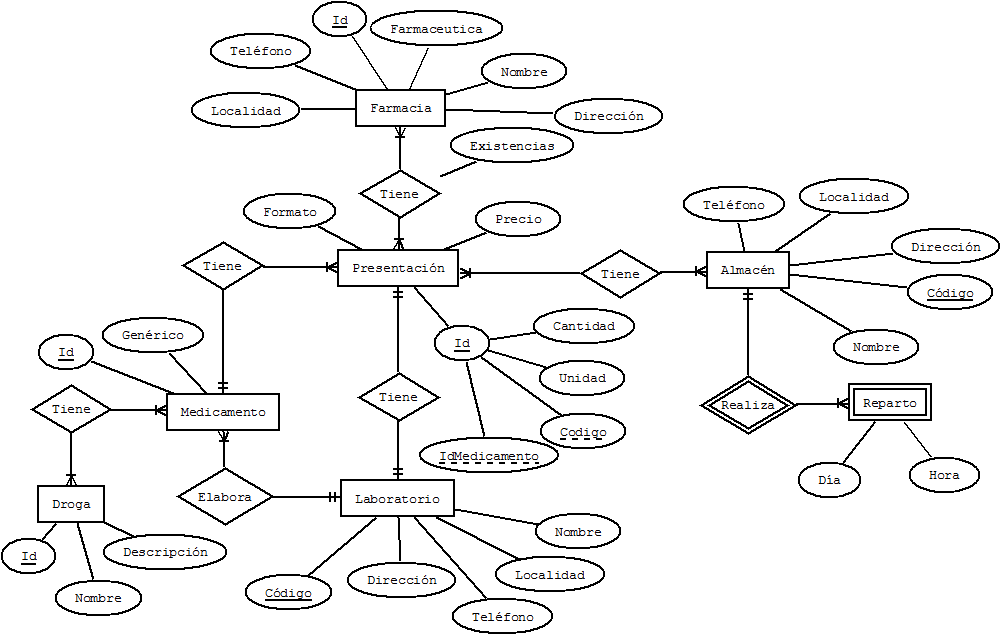 Id
Farmaceutica
Teléfono
Nombre
Farmacia
Localidad
Dirección
Existencias
Tiene
Formato
Precio
Teléfono
Localidad
Dirección
Tiene
Presentación
Tiene
Almacén
Código
Cantidad
Genérico
Id
Id
Nombre
Unidad
Tiene
Medicamento
Tiene
Realiza
Reparto
Codigo
IdMedicamento
Elabora
Laboratorio
Día
Hora
Droga
Nombre
Id
Descripción
Dirección
Localidad
Código
Nombre
Teléfono